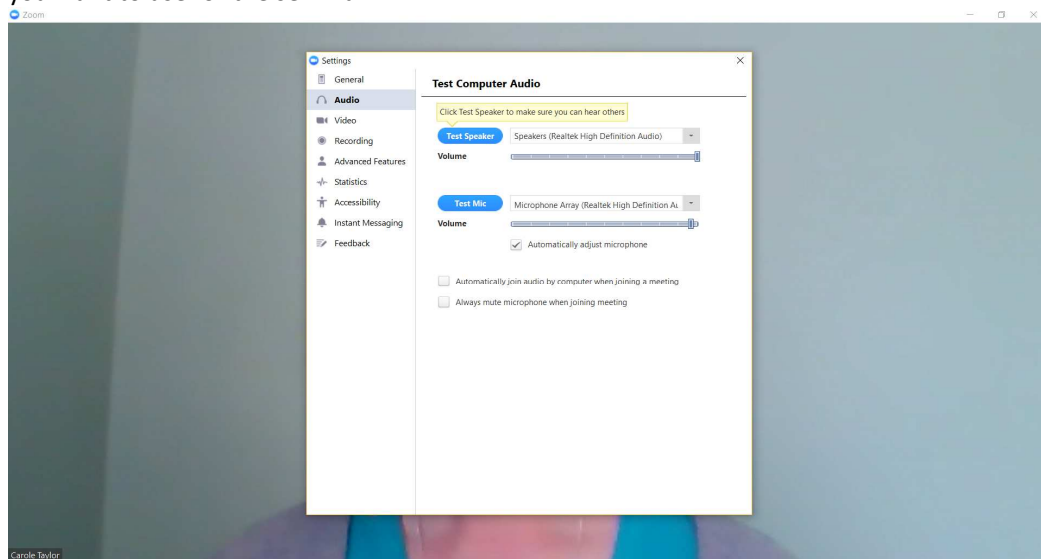 Zoom
Settings
General
Audio
Video
Recording
Advanced Features
Statistics
Accessibility
Instant Messaging
Feedback
Test Computer Audio
Click Test Speaker to make sure you can hear others
Test Speaker
Speakers (Realtek High Definition Audio)
Volume
Test Mic
Microphone Array (Realtek High Definition Au
Volume
Automatically adjust microphone
Automatically join audio by computer when joining a meeting
Always mute microphone when joining meeting
Carole Taylor